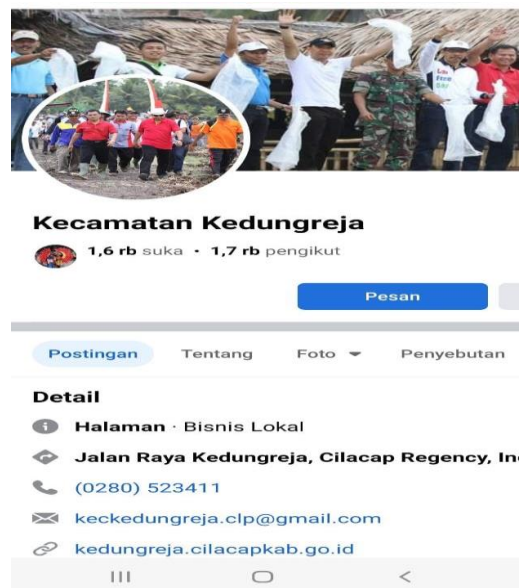 Kecamatan Kedungreja
1,6 rb suka • 1,7 rb pengikut
Pesan
Postingan Tentang Foto Penyebutan
Detail
Halaman · Bisnis Lokal
Jalan Raya Kedungreja, Cilacap Regency, In
(0280) 523411
keckedungreja.clp@gmail.com
kedungreja.cilacapkab.go.id